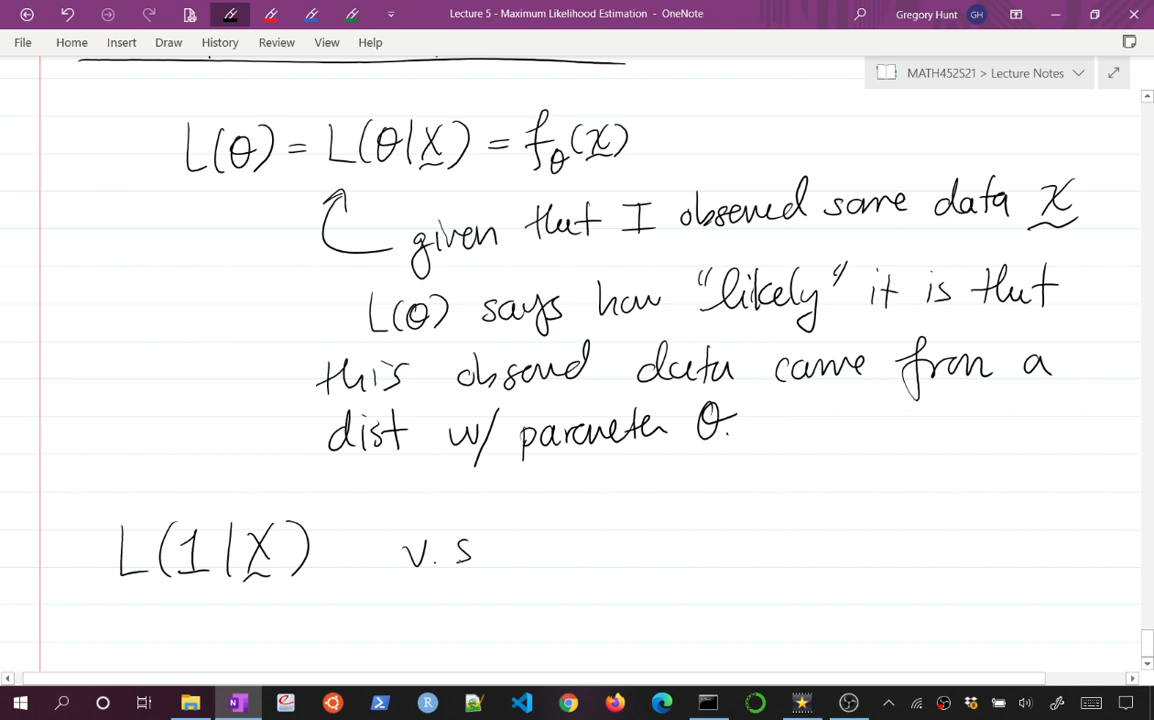 Lecture 5 - Maximum Likelihood Estimation - OneNote
Gregory Hunt GH
File Home Insert Draw History Review View Help
MATH452S21 > Lecture Notes
L(θ) = L(θ|x) = f_θ(x)
given that I observed some data x
L(θ) says how "likely" it is that
this observed data came from a
dist w/ parameter θ.
L(1|x) v.s